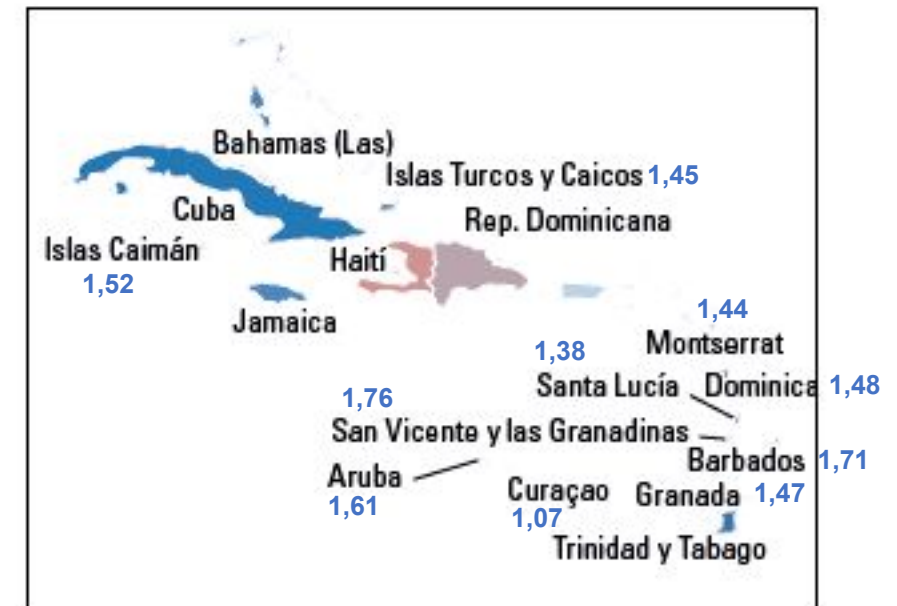 Bahamas (Las)
Islas Turcos y Caicos 1,45
Cuba
Rep. Dominicana
Islas Caimán
1,52
Haití
Jamaica
1,44
Montserrat
1,38
Santa Lucía
Dominica 1,48
1,76
San Vicente y las Granadinas
Barbados 1,71
Aruba
1,61
Curaçao
1,07
Granada 1,47
Trinidad y Tabago